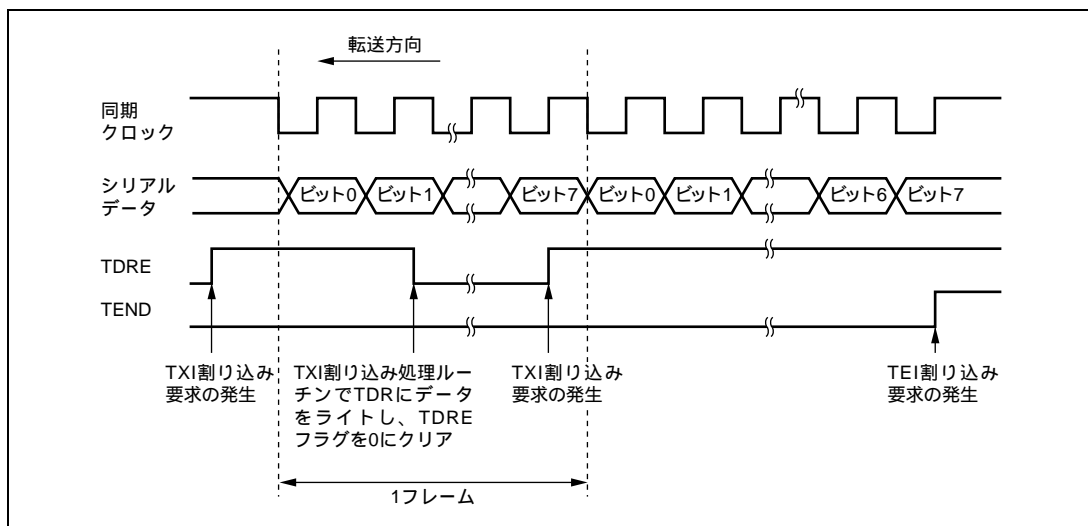 転送方向
同期
クロック
シリアル
データ
ビット0
ビット1
ビット7
ビット0
ビット1
ビット6
ビット7
TDRE
TEND
TXI割り込み
要求の発生
TXI割り込み処理ルー
チンでTDRにデータ
をライトし、TDRE
フラグを0にクリア
TXI割り込み
要求の発生
TEI割り込み
要求の発生
1フレーム